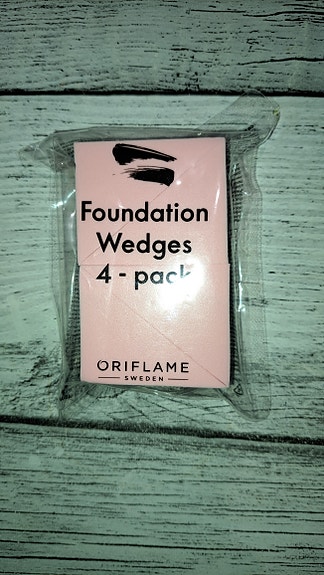 Foundation
Wedges
4 - pack
ORIFLAME
SWEDEN